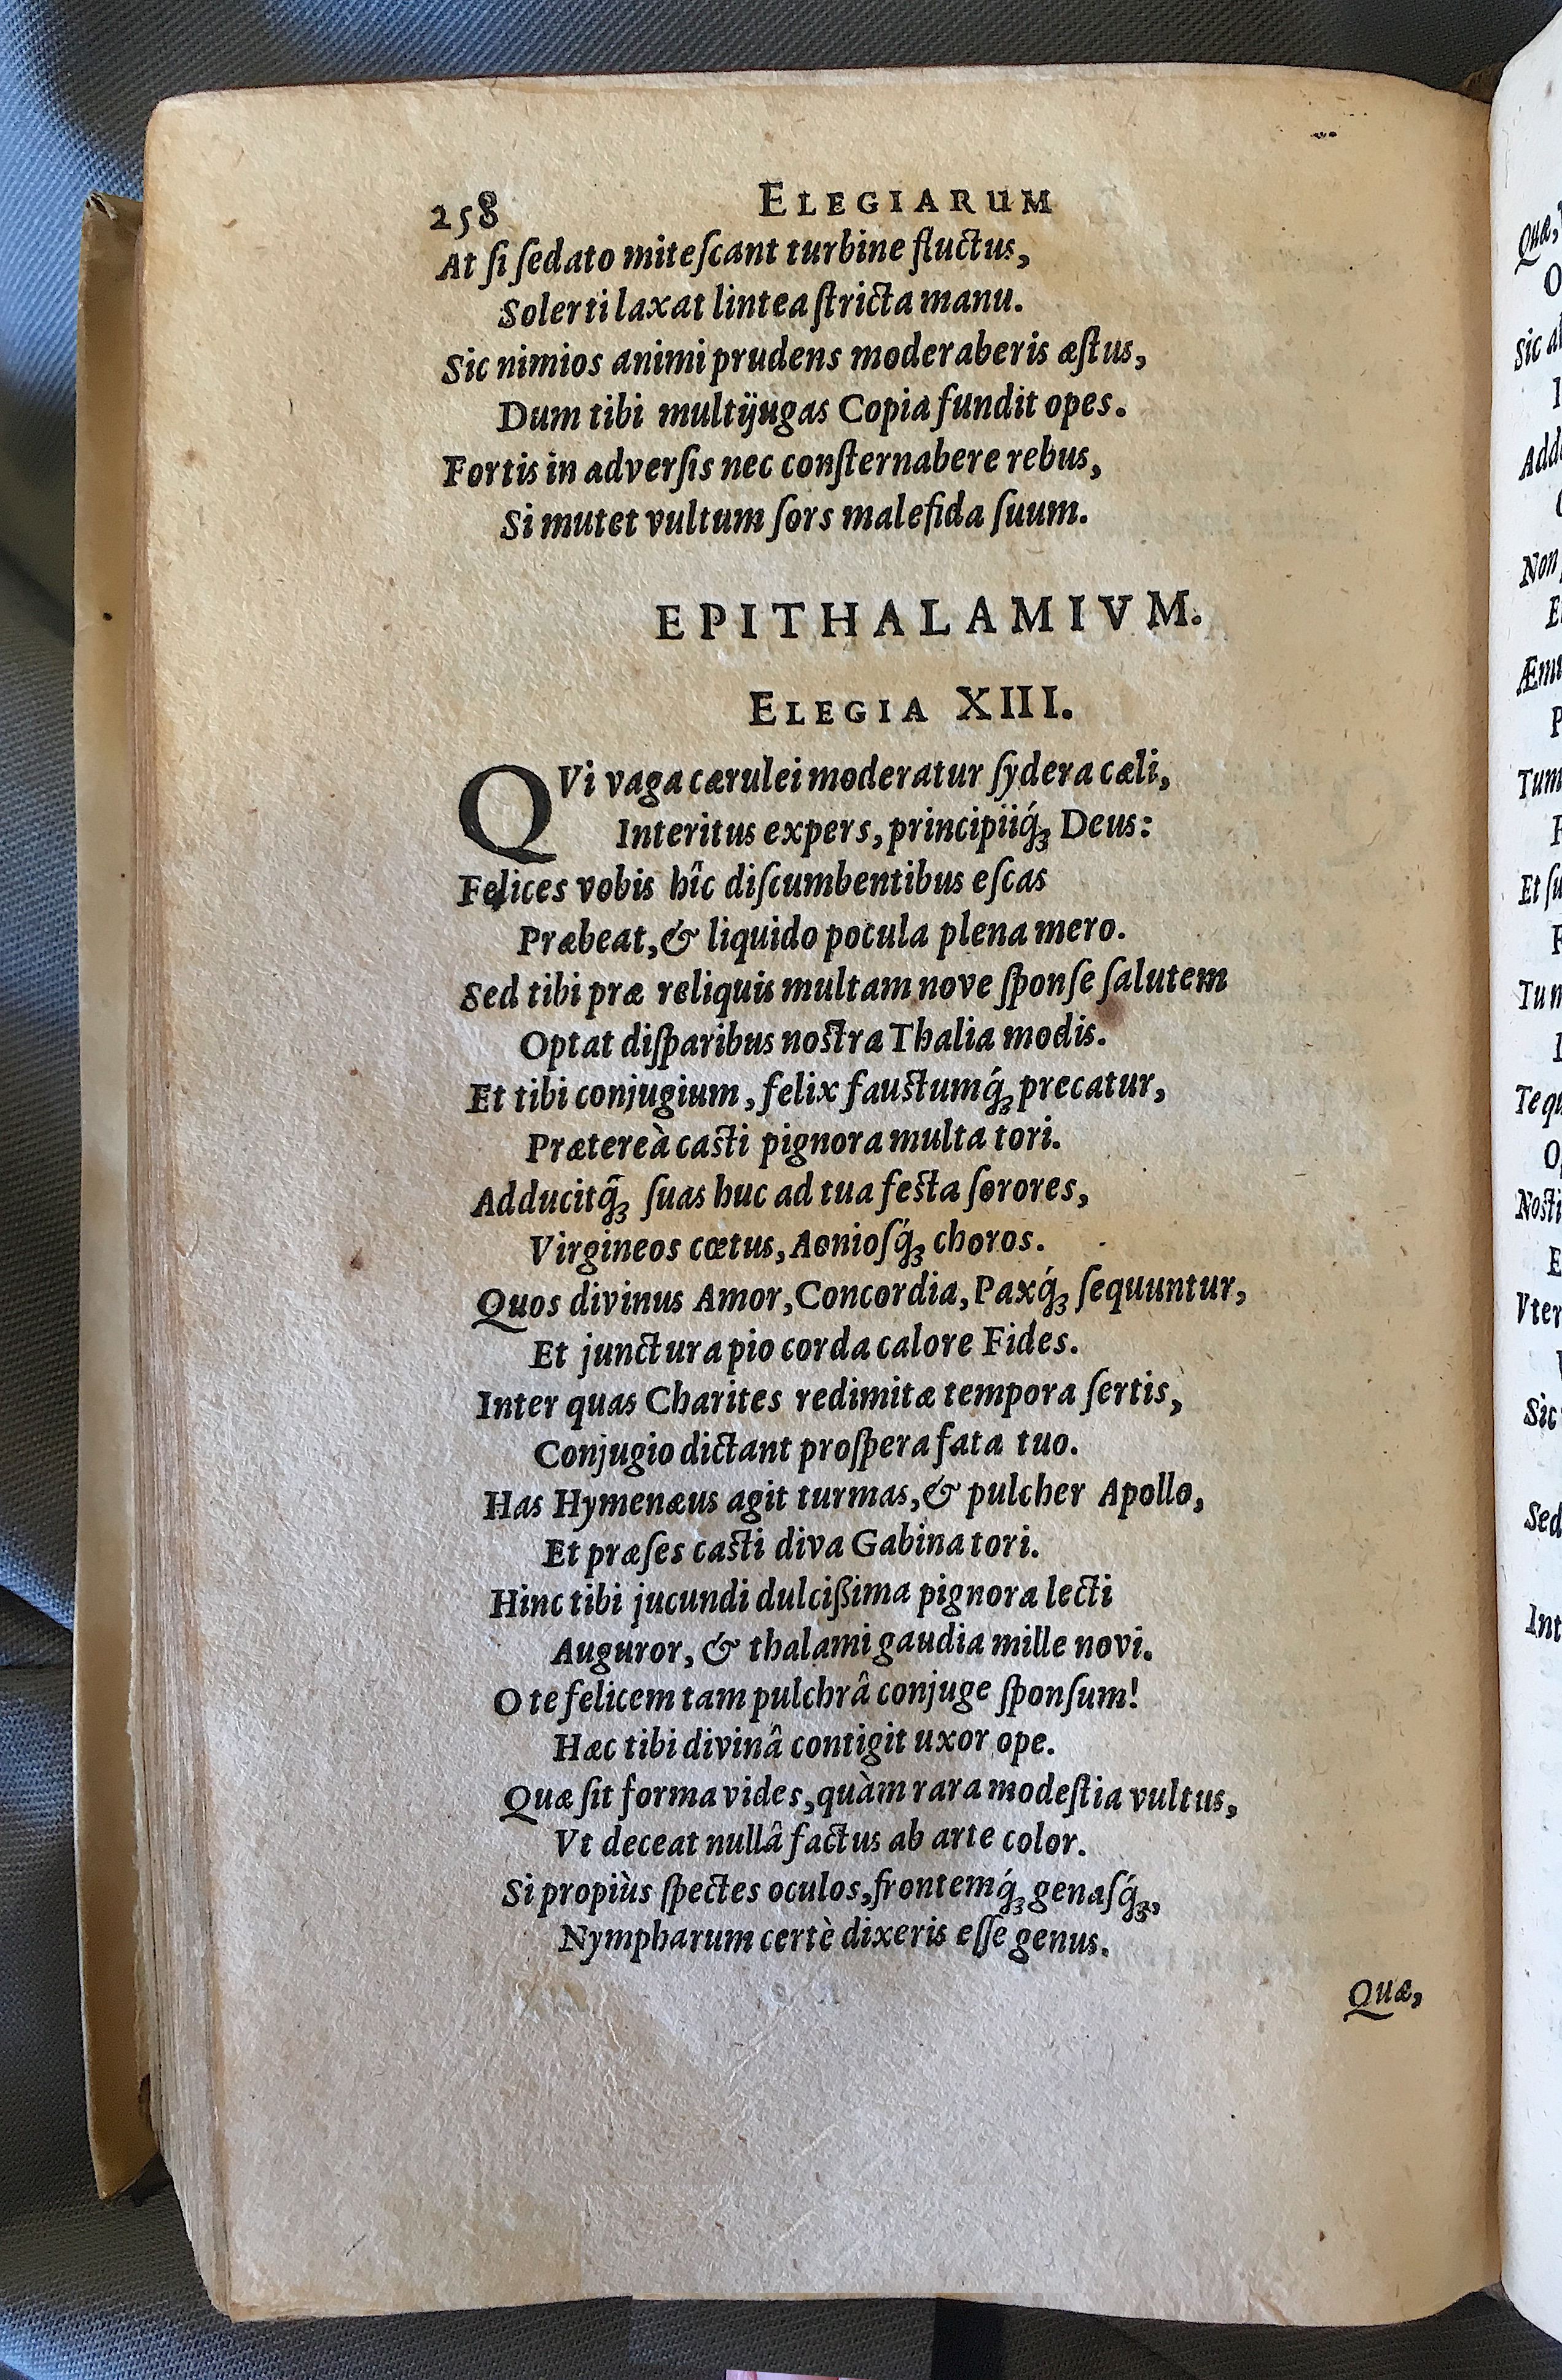 258 ELEGIARUM
At ſi ſedato miteſcant turbine fluctus,
Solerti laxat lintea ſtricta manu.
Sic nimios animi prudens moderaberis æſtus,
Dum tibi multijugas Copia fundit opes.
Fortis in adverſis nec conſternabere rebus,
Si mutet vultum ſors malefida ſuum.
EPITHALAMIVM.
ELEGIA XIII.
QVi vaga cærulei moderatur ſydera cæli,
Interitus expers, principiiq́ꝫ Deus:
Felices vobis hîc diſcumbentibus eſcas
Præbeat, & liquido pocula plena mero.
Sed tibi præ reliquis multam nove ſponſe ſalutem
Optat diſparibus noſtra Thalia modis.
Et tibi conjugium, felix fauſtumq́ꝫ precatur,
Prætereà caſti pignora multa tori.
Adducitq́ꝫ ſuas huc ad tua feſta ſorores,
Virgineos cœtus, Aonioſq́ꝫ choros.
Quos divinus Amor, Concordia, Paxq́ꝫ ſequuntur,
Et junctura pio corda calore Fides.
Inter quas Charites redimitæ tempora ſertis,
Conjugio dictant proſpera fata tuo.
Has Hymenæus agit turmas, & pulcher Apollo,
Et præſes caſti diva Gabina tori.
Hinc tibi jucundi dulcißima pignora lecti
Auguror, & thalami gaudia mille novi.
O te felicem tam pulchrâ conjuge ſponſum!
Hæc tibi divinâ contigit uxor ope.
Quæ ſit forma vides, quàm rara modeſtia vultus,
Vt deceat nullâ factus ab arte color.
Si propiùs ſpectes oculos, frontemq́ꝫ genaſq́ꝫ,
Nympharum certè dixeris eſſe genus.
Quæ,
Quæ,
O
Sic
Non
Tum
Et
Sic
Sed